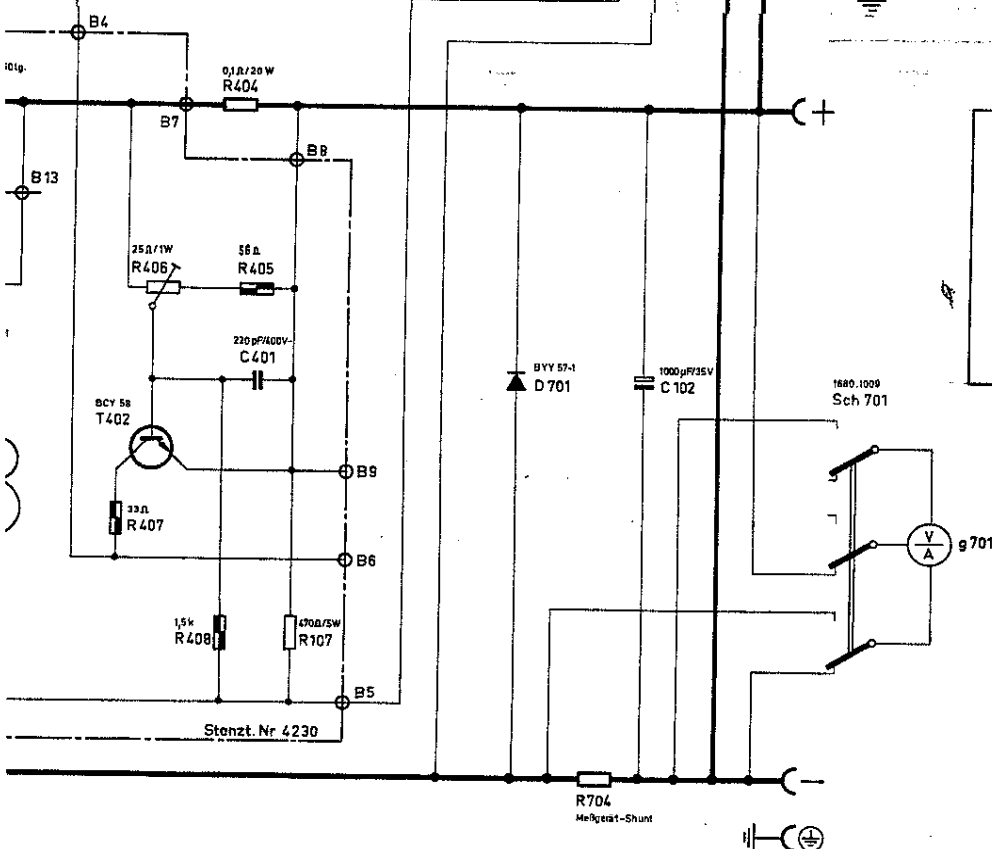 B4
0,1Ω/20 W
R404
B7
+
B8
B13
25Ω/1W
R406
56Ω
R405
220pF/400V-
C401
BCY 58
T402
BYY 57-1
D701
1000µF/35V
C102
1680.1009
Sch 701
B9
33Ω
R407
V
A
g701
B6
1,5k
R408
470Ω/5W
R107
B5
Stenzt. Nr 4230
R704
Meßgerät-Shunt
-